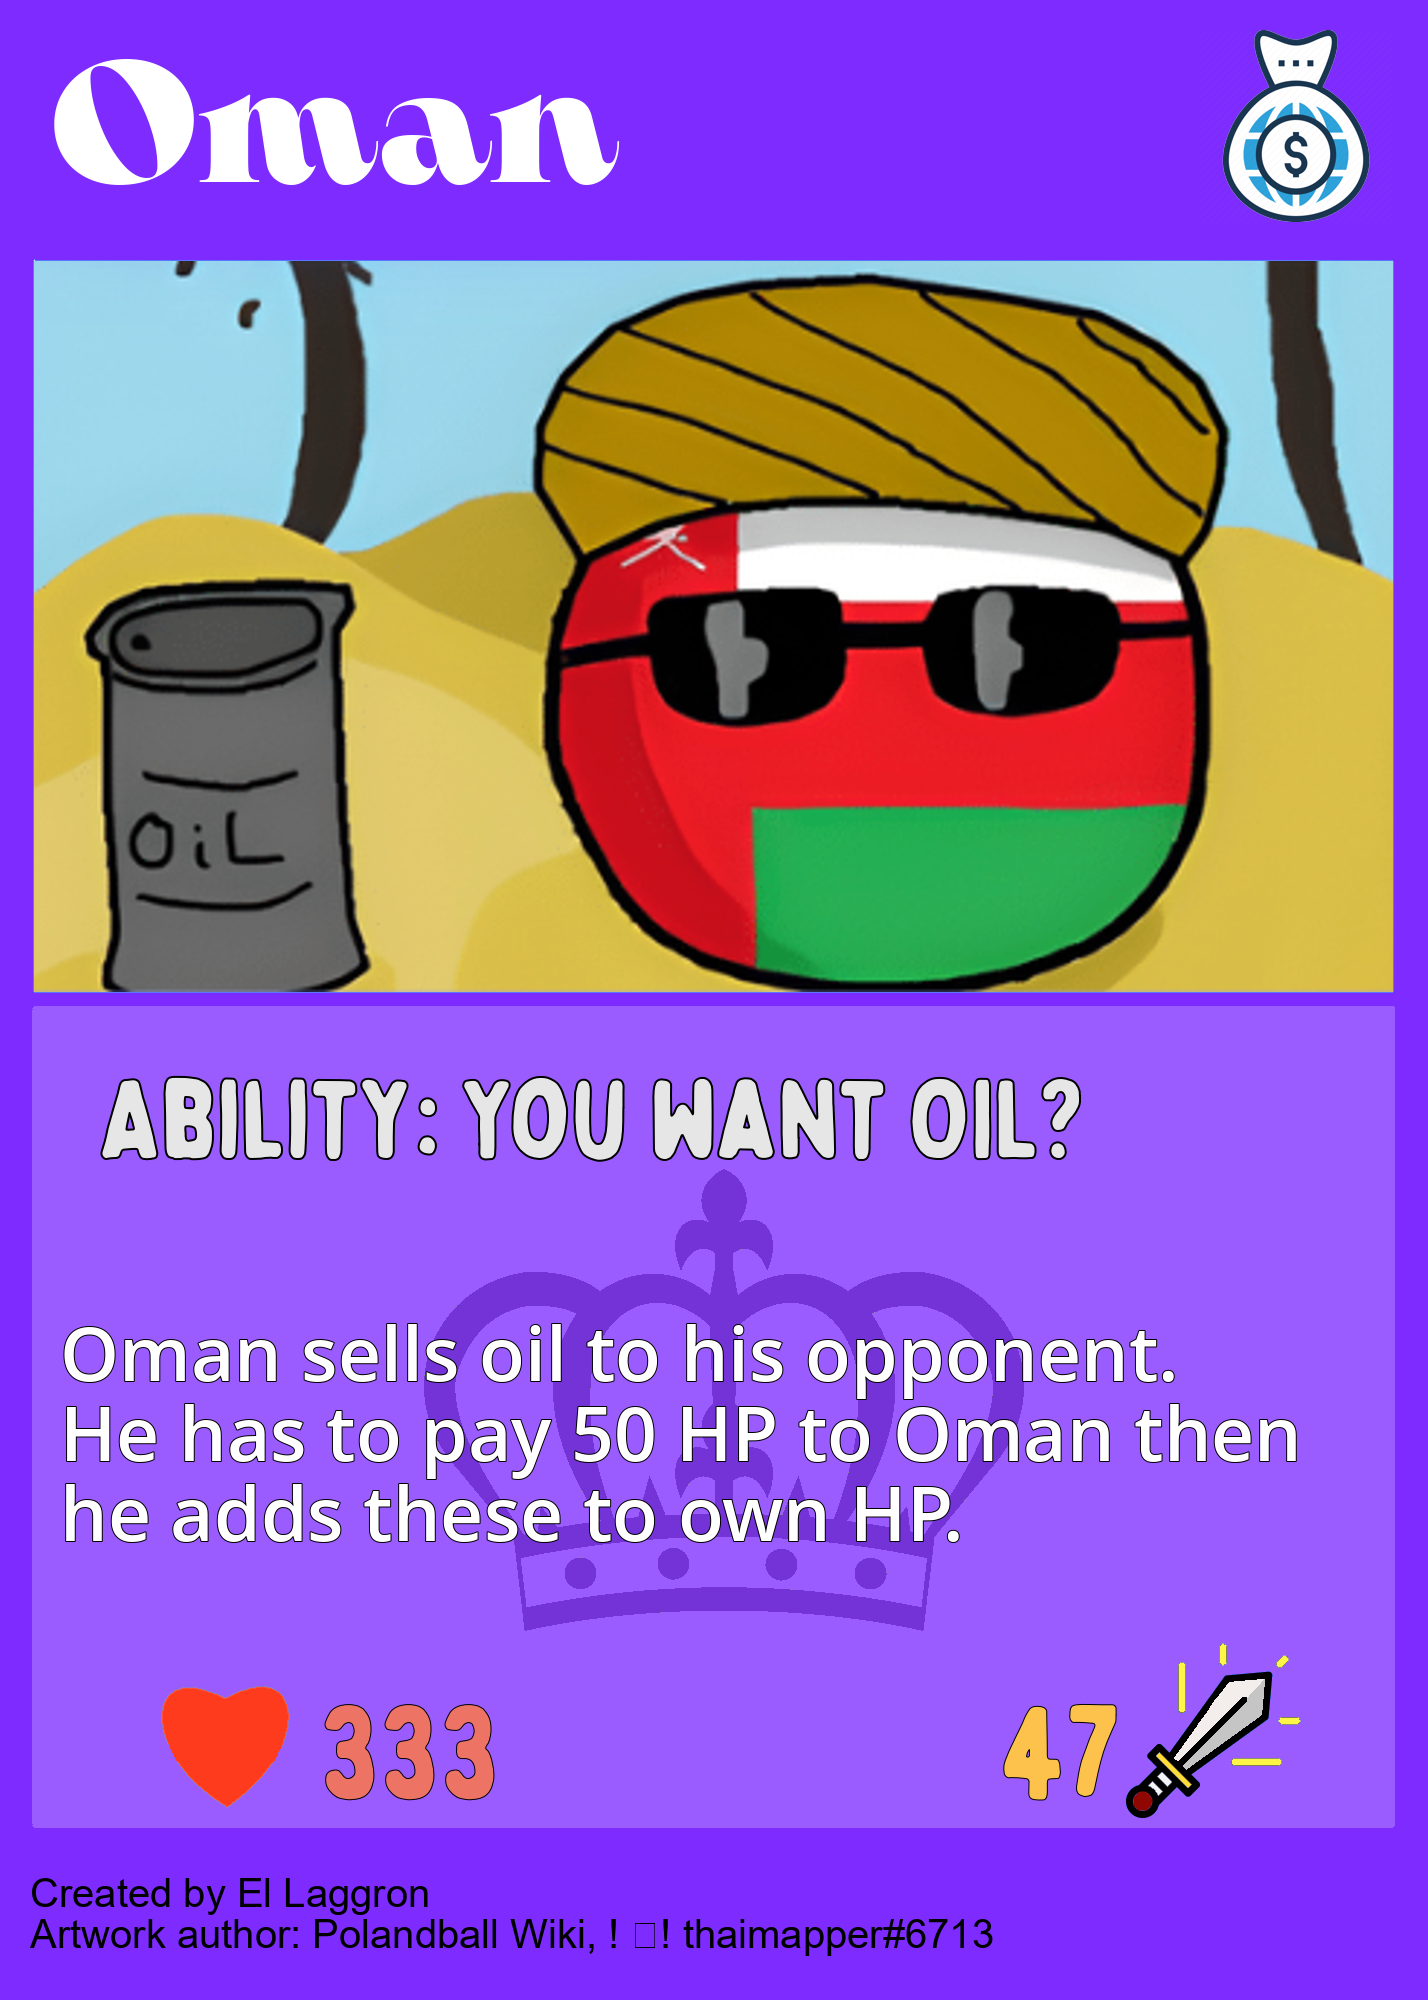 Oman
$
OiL
ABILITY: YOU WANT OIL?
Oman sells oil to his opponent.
He has to pay 50 HP to Oman then
he adds these to own HP.
333
47
Created by El Laggron
Artwork author: Polandball Wiki, ! □! thaimapper#6713